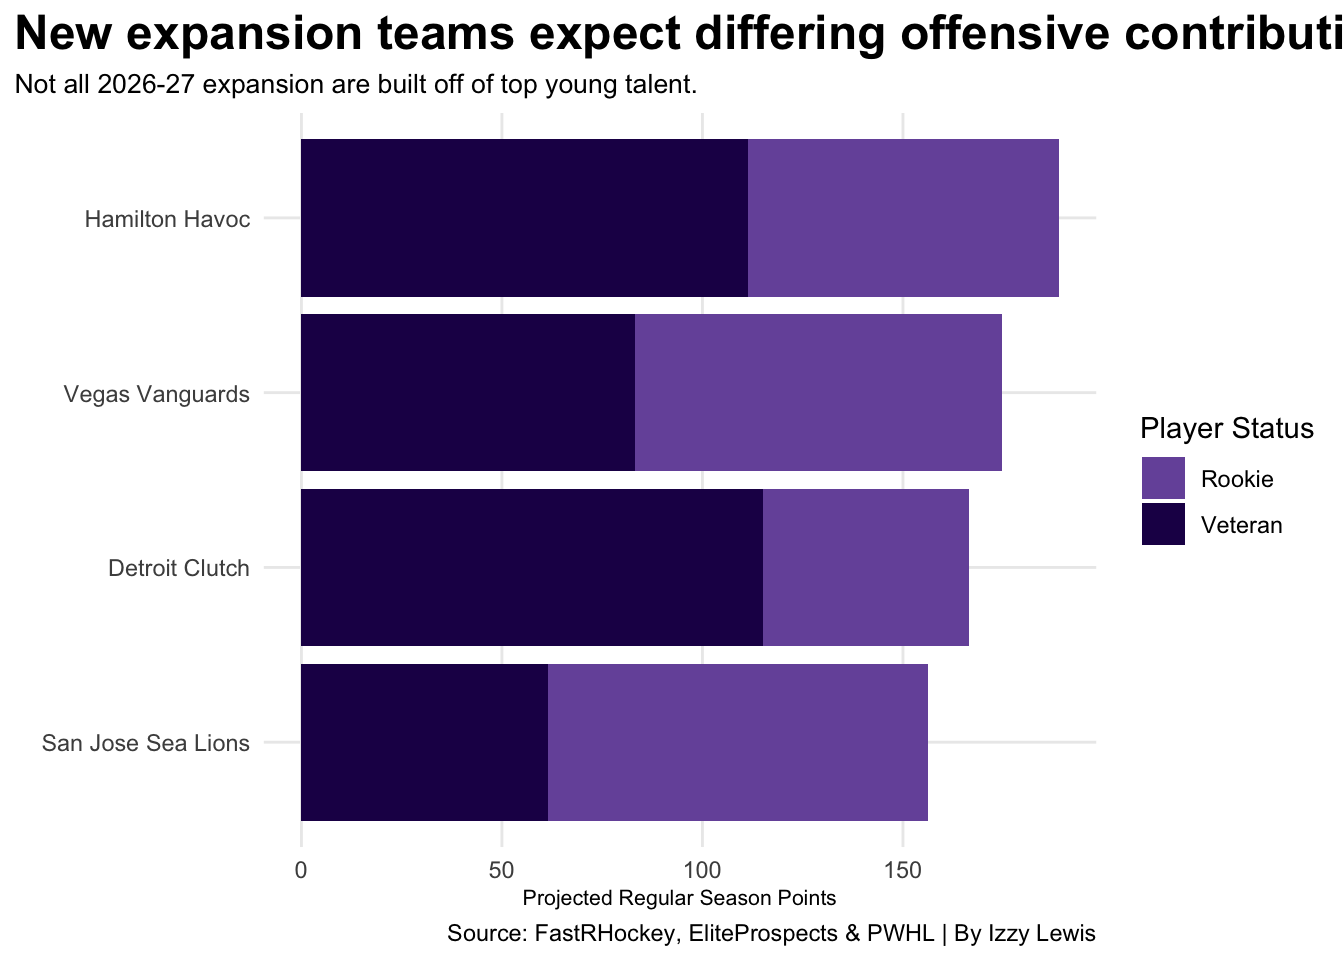 New expansion teams expect differing offensive contributi
Not all 2026-27 expansion are built off of top young talent.
Hamilton Havoc
Vegas Vanguards
Detroit Clutch
San Jose Sea Lions
0 50 100 150
Projected Regular Season Points
Source: FastRHockey, EliteProspects & PWHL | By Izzy Lewis
Player Status
Rookie
Veteran